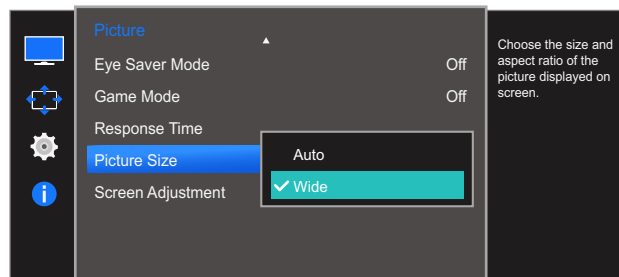 Picture
Eye Saver Mode Off
Game Mode Off
Response Time
Picture Size
Auto
Wide
Screen Adjustment
Choose the size and
aspect ratio of the
picture displayed on
screen.